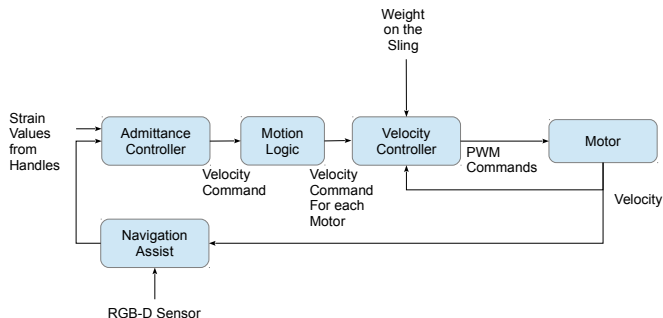 Weight
on the
Sling
Strain
Values
from
Handles
Admittance
Controller
Motion
Logic
Velocity
Controller
Motor
Velocity
Command
Velocity
Command
For each
Motor
PWM
Commands
Velocity
Navigation
Assist
RGB-D Sensor